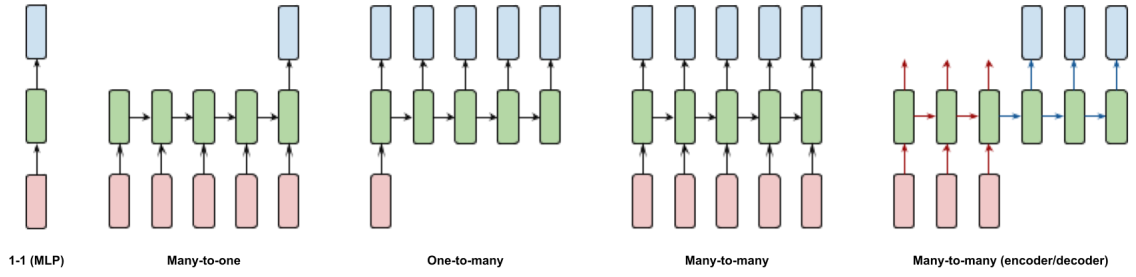 1-1 (MLP)
Many-to-one
One-to-many
Many-to-many
Many-to-many (encoder/decoder)